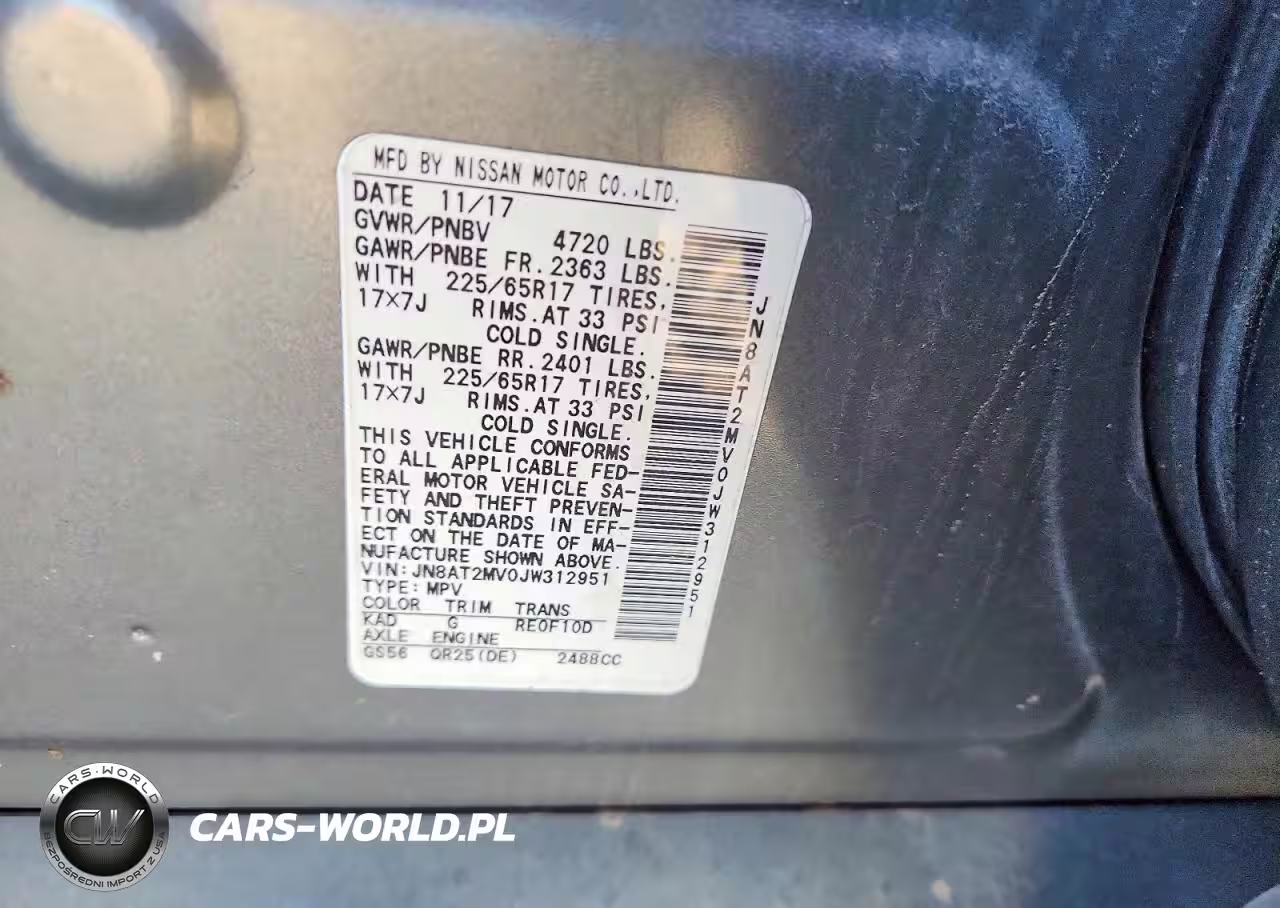 MFD BY NISSAN MOTOR CO.,LTD.
DATE 11/17
GVWR/PNBV 4720 LBS.
GAWR/PNBE FR. 2363 LBS.
WITH 225/65R17 TIRES,
17×7J RIMS. AT 33 PSI
COLD SINGLE.
GAWR/PNBE RR. 2401 LBS.
WITH 225/65R17 TIRES,
17×7J RIMS. AT 33 PSI
COLD SINGLE.
THIS VEHICLE CONFORMS
TO ALL APPLICABLE FED-
ERAL MOTOR VEHICLE SA-
FETY AND THEFT PREVEN-
TION STANDARDS IN EFF-
ECT ON THE DATE OF MA-
NUFACTURE SHOWN ABOVE.
VIN: JN8AT2MV0JW312951
TYPE: MPV
COLOR TRIM TRANS
KAD G RE0F10D
AXLE ENGINE
GS56 QR25(DE) 2488CC
JN8AT2MV0JW312951
CARS-WORLD
CW
BEZPOŚREDNI IMPORT Z USA
CARS-WORLD.PL